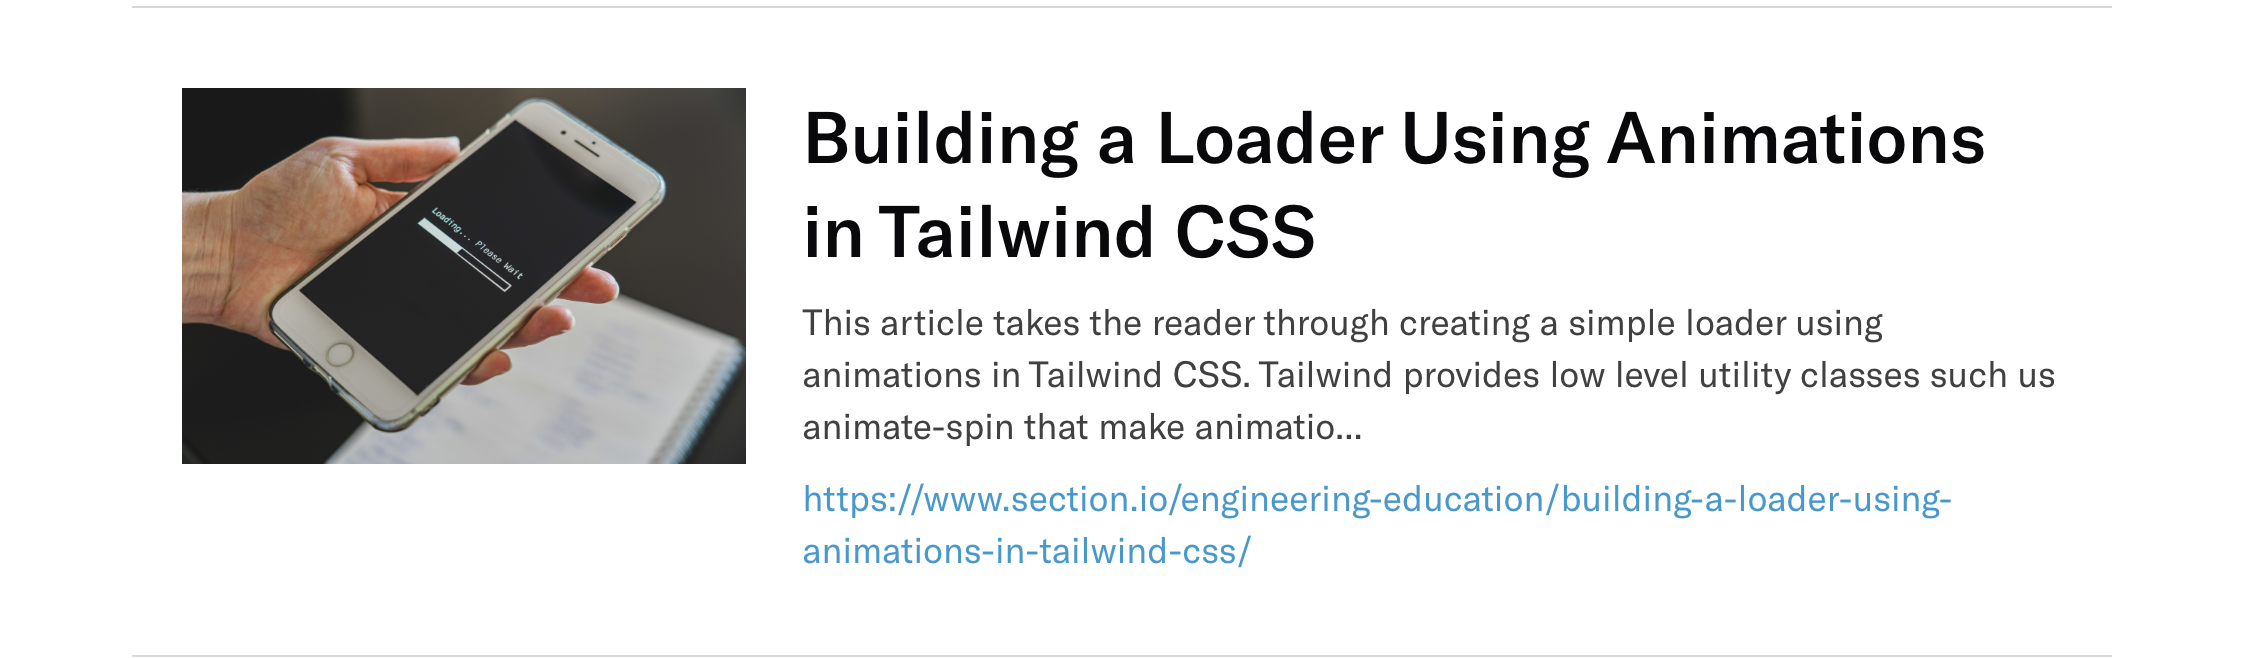 Loading... Please Wait
Building a Loader Using Animations
in Tailwind CSS
This article takes the reader through creating a simple loader using
animations in Tailwind CSS. Tailwind provides low level utility classes such us
animate-spin that make animatio...
https://www.section.io/engineering-education/building-a-loader-using-
animations-in-tailwind-css/